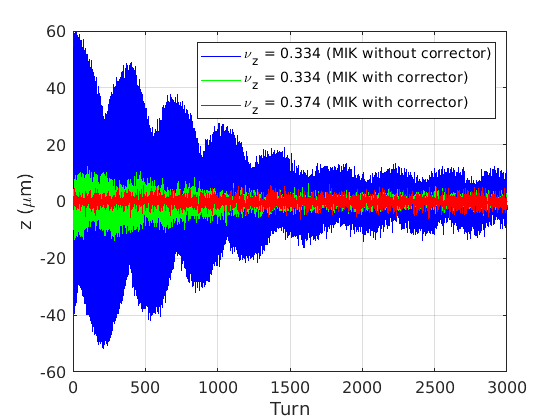 60
40
20
0
-20
-40
-60
z (μm)
ν_z = 0.334 (MIK without corrector)
ν_z = 0.334 (MIK with corrector)
ν_z = 0.374 (MIK with corrector)
0 500 1000 1500 2000 2500 3000
Turn